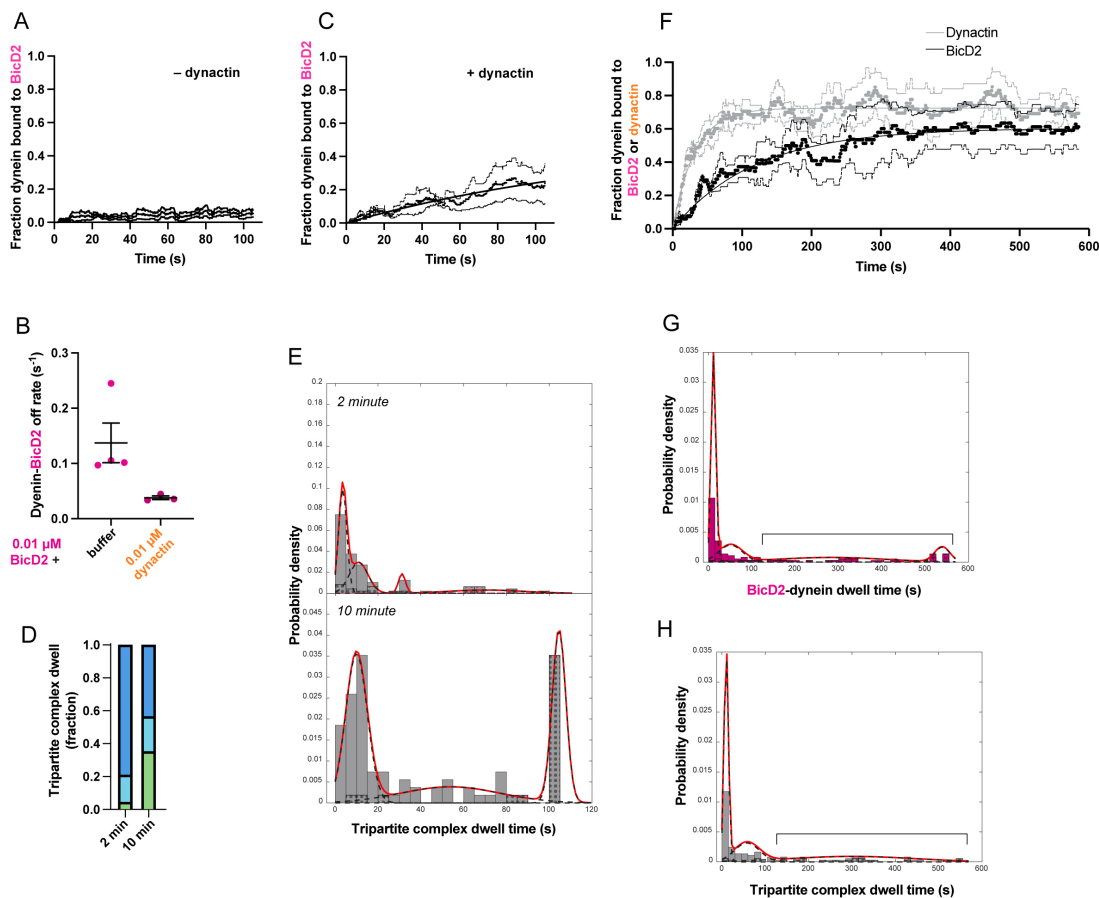 A
Fraction dynein bound to BicD2
1.0
0.8
0.6
0.4
0.2
0.0
– dynactin
0
20
40
60
80
100
Time (s)
C
Fraction dynein bound to BicD2
1.0
0.8
0.6
0.4
0.2
0.0
+ dynactin
0
20
40
60
80
100
Time (s)
F
Dynactin
BicD2
Fraction dynein bound to
BicD2 or dynactin
1.0
0.8
0.6
0.4
0.2
0.0
0
100
200
300
400
500
600
Time (s)
B
Dyenin-BicD2 off rate (s-1)
0.3
0.2
0.1
0.0
0.01 µM
BicD2 +
buffer
0.01 µM
dynactin
D
Tripartite complex dwell
(fraction)
1.0
0.8
0.6
0.4
0.2
0.0
2 min
10 min
E
Probability density
2 minute
0.2
0.18
0.16
0.14
0.12
0.1
0.08
0.06
0.04
0.02
0
10 minute
0.045
0.04
0.035
0.03
0.025
0.02
0.015
0.01
0.005
0
0
20
40
60
80
100
120
Tripartite complex dwell time (s)
G
Probability density
0.035
0.03
0.025
0.02
0.015
0.01
0.005
0
0
100
200
300
400
500
600
BicD2-dynein dwell time (s)
H
Probability density
0.035
0.03
0.025
0.02
0.015
0.01
0.005
0
0
100
200
300
400
500
600
Tripartite complex dwell time (s)